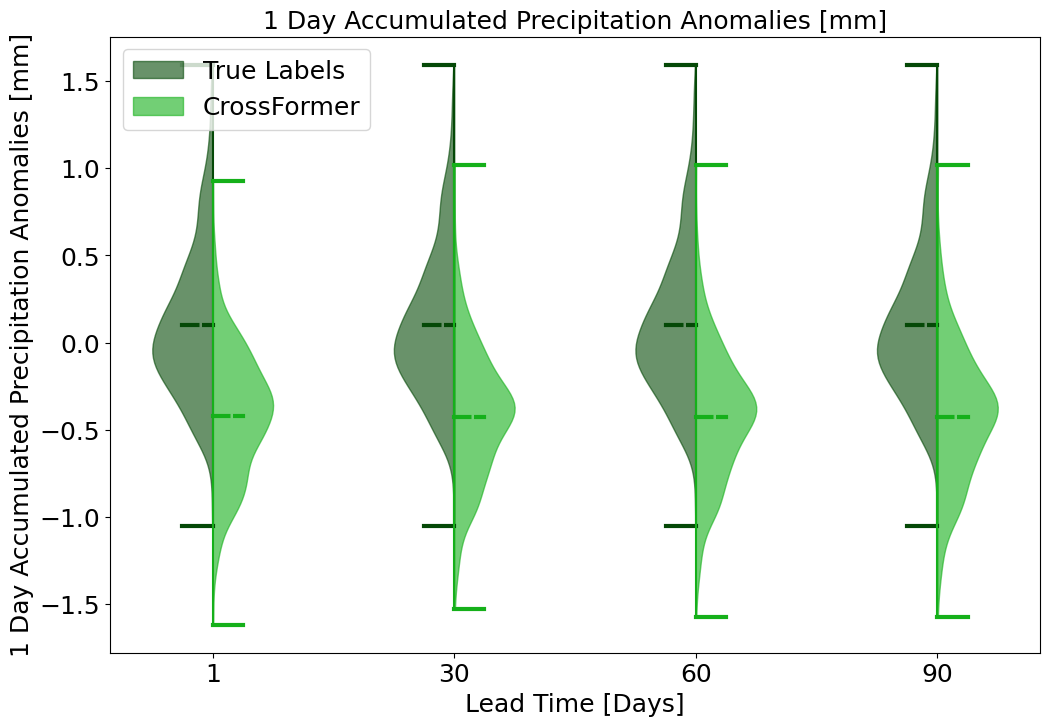 1 Day Accumulated Precipitation Anomalies [mm]
1 Day Accumulated Precipitation Anomalies [mm]
True Labels
CrossFormer
1.5
1.0
0.5
0.0
−0.5
−1.0
−1.5
1 30 60 90
Lead Time [Days]